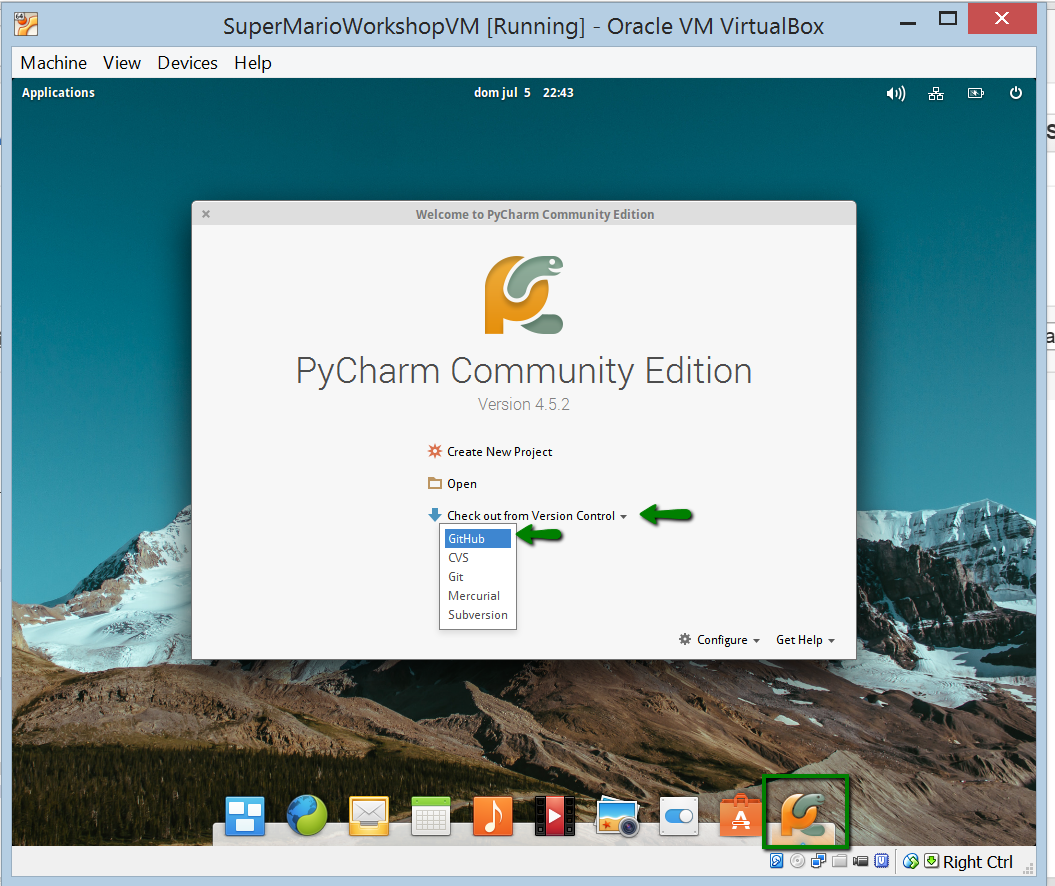 SuperMarioWorkshopVM [Running] - Oracle VM VirtualBox
Machine View Devices Help
Applications dom jul 5 22:43
Welcome to PyCharm Community Edition
PyCharm Community Edition
Version 4.5.2
Create New Project
Open
Check out from Version Control
GitHub
CVS
Git
Mercurial
Subversion
Configure Get Help
Right Ctrl